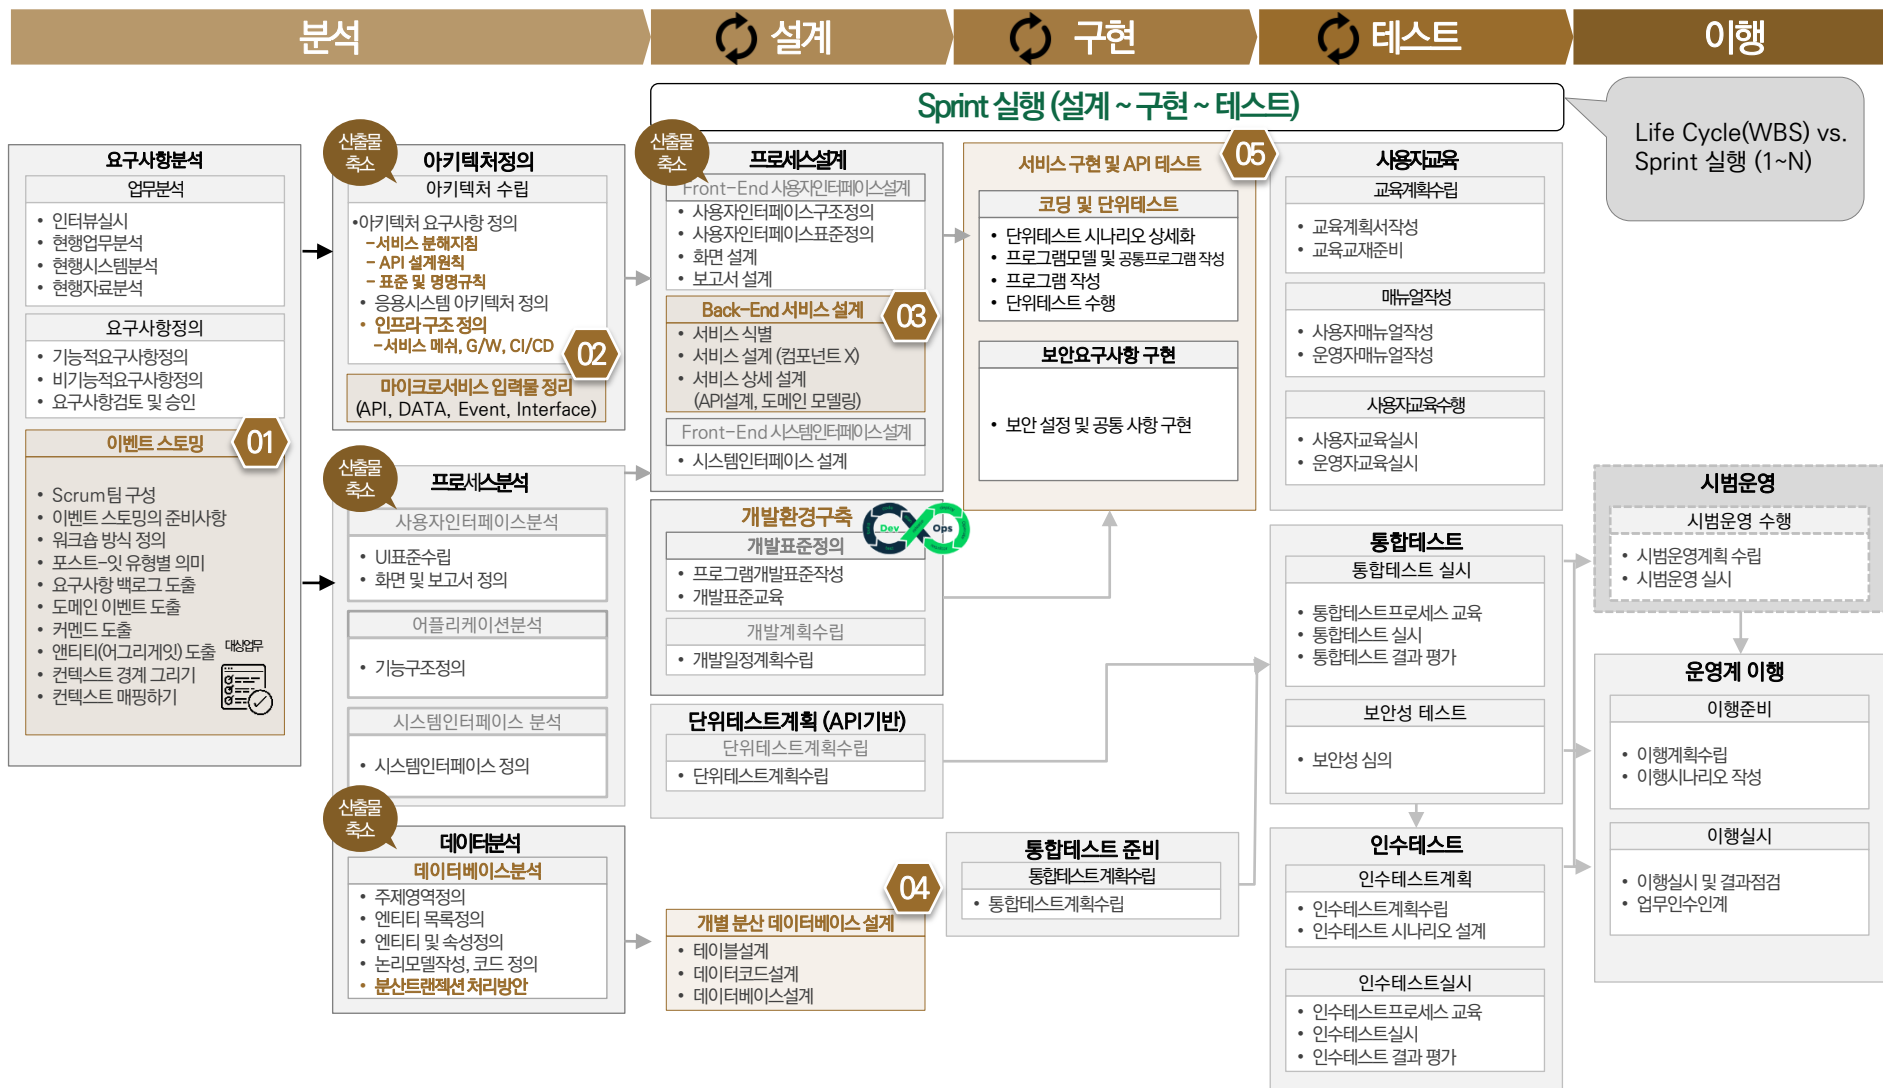 분석
설계
구현
테스트
이행
Sprint 실행 (설계 ~ 구현 ~ 테스트)
Life Cycle(WBS) vs.
Sprint 실행 (1~N)
요구사항분석
업무분석
• 인터뷰실시
• 현행업무분석
• 현행시스템분석
• 현행자료분석
요구사항정의
• 기능적요구사항정의
• 비기능적요구사항정의
• 요구사항검토 및 승인
이벤트 스토밍
01
• Scrum팀 구성
• 이벤트 스토밍의 준비사항
• 워크숍 방식 정의
• 포스트-잇 유형별 의미
• 요구사항 백로그 도출
• 도메인 이벤트 도출
• 커멘드 도출
• 앤티티(어그리게잇) 도출
• 컨텍스트 경계 그리기
• 컨텍스트 매핑하기
대상업무
산출물
축소
아키텍처정의
아키텍처 수립
•아키텍처 요구사항 정의
-서비스 분해지침
- API 설계원칙
- 표준 및 명명규칙
• 응용시스템 아키텍처 정의
• 인프라 구조 정의
-서비스 메쉬, G/W, CI/CD
02
마이크로서비스 입력물 정리
(API, DATA, Event, Interface)
산출물
축소
프로세스분석
사용자인터페이스분석
• UI표준수립
• 화면 및 보고서 정의
어플리케이션분석
• 기능구조정의
시스템인터페이스 분석
• 시스템인터페이스 정의
산출물
축소
데이터분석
데이터베이스분석
• 주제영역정의
• 엔티티 목록정의
• 엔티티 및 속성정의
• 논리모델작성, 코드 정의
• 분산트랜젝션 처리방안
산출물
축소
프로세스설계
Front-End 사용자인터페이스설계
• 사용자인터페이스구조정의
• 사용자인터페이스표준정의
• 화면 설계
• 보고서 설계
Back-End 서비스 설계
03
• 서비스 식별
• 서비스 설계 (컴포넌트 X)
• 서비스 상세 설계
(API설계, 도메인 모델링)
Front-End 시스템인터페이스설계
• 시스템인터페이스 설계
개발환경구축
Dev
Ops
개발표준정의
• 프로그램개발표준작성
• 개발표준교육
개발계획수립
• 개발일정계획수립
단위테스트계획 (API기반)
단위테스트계획수립
• 단위테스트계획수립
04
개별 분산 데이터베이스 설계
• 테이블설계
• 데이터코드설계
• 데이터베이스설계
서비스 구현 및 API 테스트
05
코딩 및 단위테스트
• 단위테스트 시나리오 상세화
• 프로그램모델 및 공통프로그램 작성
• 프로그램 작성
• 단위테스트 수행
보안요구사항 구현
• 보안 설정 및 공통 사항 구현
통합테스트 준비
통합테스트 계획수립
• 통합테스트계획수립
사용자교육
교육계획수립
• 교육계획서작성
• 교육교재준비
매뉴얼작성
• 사용자매뉴얼작성
• 운영자매뉴얼작성
사용자교육수행
• 사용자교육실시
• 운영자교육실시
통합테스트
통합테스트 실시
• 통합테스트프로세스 교육
• 통합테스트 실시
• 통합테스트 결과 평가
보안성 테스트
• 보안성 심의
인수테스트
인수테스트계획
• 인수테스트계획수립
• 인수테스트 시나리오 설계
인수테스트실시
• 인수테스트프로세스 교육
• 인수테스트실시
• 인수테스트 결과 평가
시범운영
시범운영 수행
• 시범운영계획 수립
• 시범운영 실시
운영계 이행
이행준비
• 이행계획수립
• 이행시나리오 작성
이행실시
• 이행실시 및 결과점검
• 업무인수인계